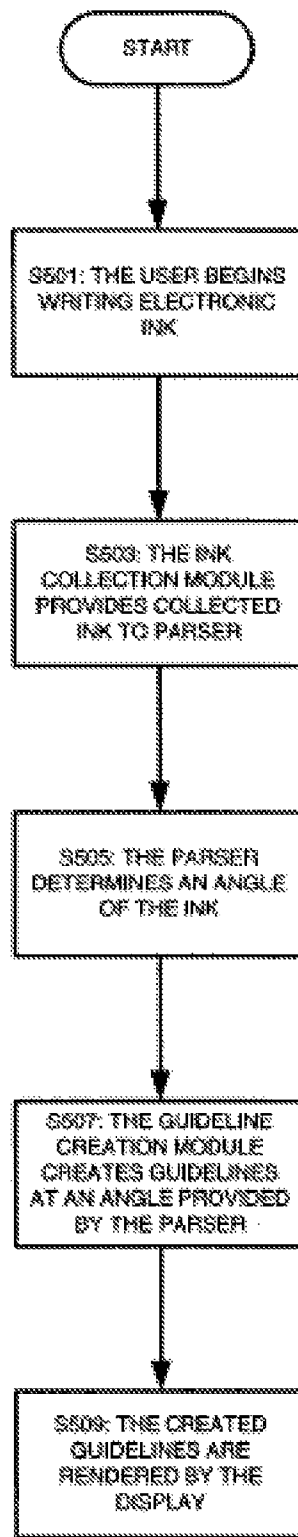 START
S501: THE USER BEGINS
WRITING ELECTRONIC
INK
S503: THE INK
COLLECTION MODULE
PROVIDES COLLECTED
INK TO PARSER
S505: THE PARSER
DETERMINES AN ANGLE
OF THE INK
S507: THE GUIDELINE
CREATION MODULE
CREATES GUIDELINES
AT AN ANGLE PROVIDED
BY THE PARSER
S509: THE CREATED
GUIDELINES ARE
RENDERED BY THE
DISPLAY